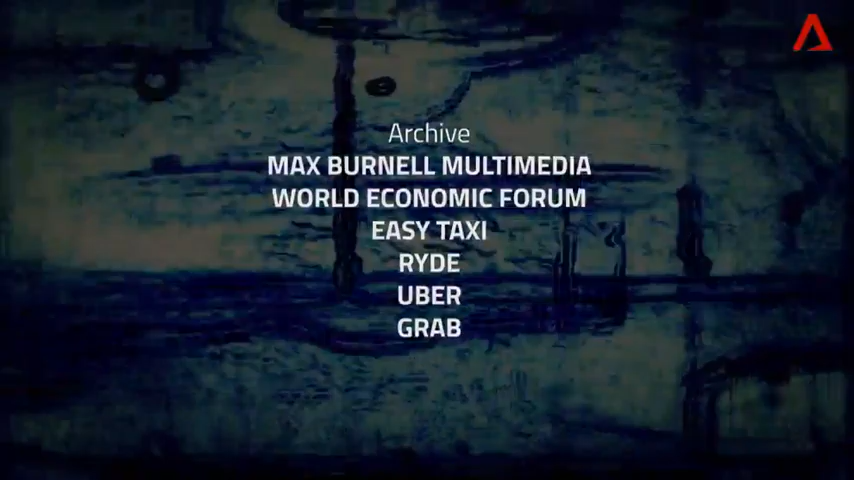 Archive
MAX BURNELL MULTIMEDIA
WORLD ECONOMIC FORUM
EASY TAXI
RYDE
UBER
GRAB